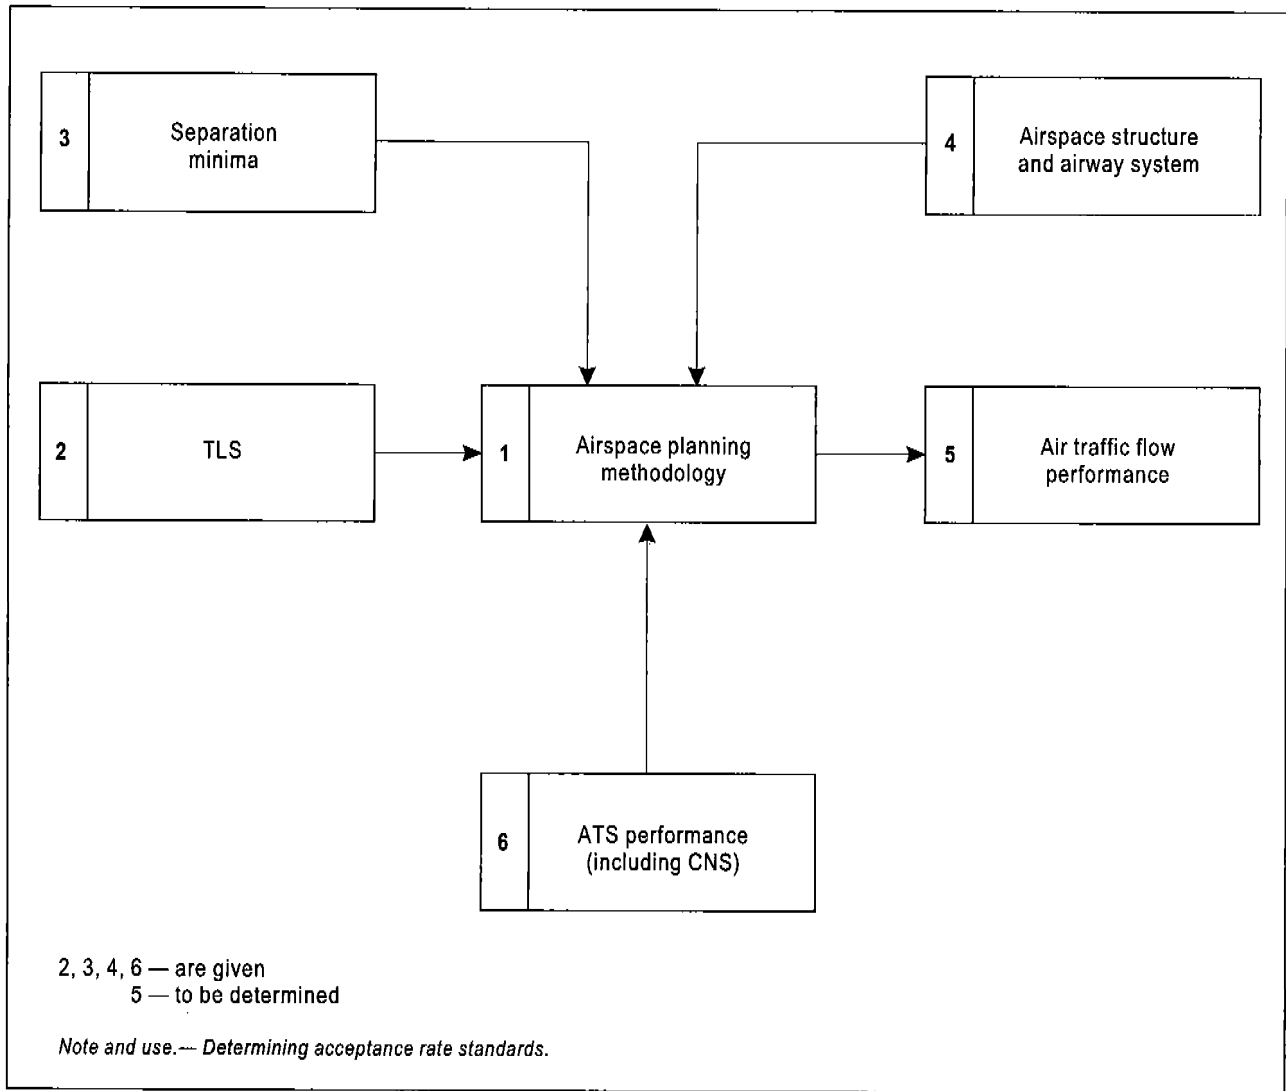 3
Separation
minima
4
Airspace structure
and airway system
2
TLS
1
Airspace planning
methodology
5
Air traffic flow
performance
6
ATS performance
(including CNS)
2, 3, 4, 6 — are given
5 — to be determined
Note and use.— Determining acceptance rate standards.